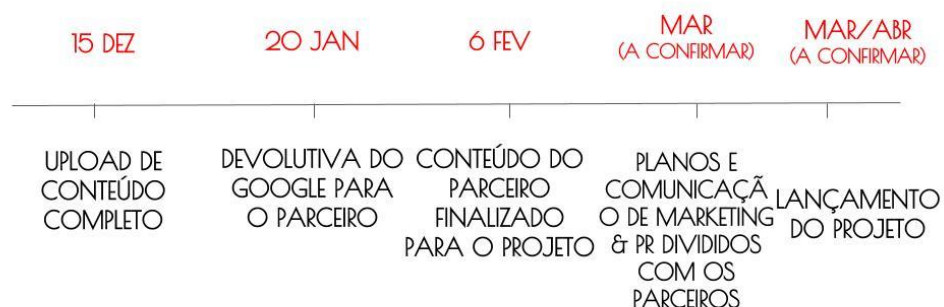 15 DEZ
UPLOAD DE
CONTEÚDO
COMPLETO
20 JAN
DEVOLUTIVA DO
GOOGLE PARA
O PARCEIRO
6 FEV
CONTEÚDO DO
PARCEIRO
FINALIZADO
PARA O PROJETO
MAR
(A CONFIRMAR)
PLANOS E
COMUNICAÇÃ
O DE MARKETING
& PR DIVIDIDOS
COM OS
PARCEIROS
MAR/ABR
(A CONFIRMAR)
LANÇAMENTO
DO PROJETO